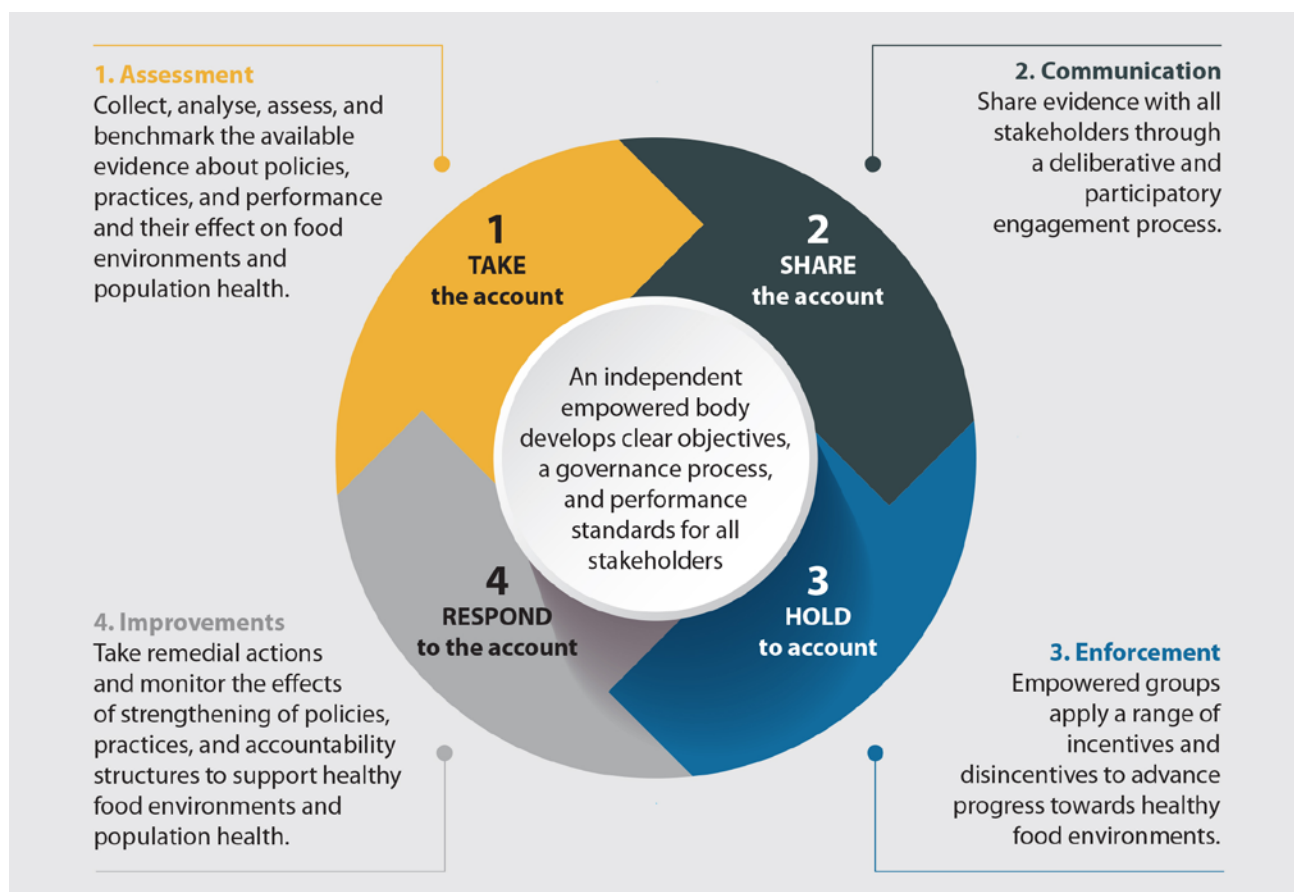 1. Assessment
Collect, analyse, assess, and
benchmark the available
evidence about policies,
practices, and performance
and their effect on food
environments and
population health.
2. Communication
Share evidence with all
stakeholders through
a deliberative and
participatory
engagement process.
1
TAKE
the account
2
SHARE
the account
An independent
empowered body
develops clear objectives,
a governance process,
and performance
standards for all
stakeholders
4
RESPOND
to the account
3
HOLD
to account
4. Improvements
Take remedial actions
and monitor the effects
of strengthening of policies,
practices, and accountability
structures to support healthy
food environments and
population health.
3. Enforcement
Empowered groups
apply a range of
incentives and
disincentives to advance
progress towards healthy
food environments.